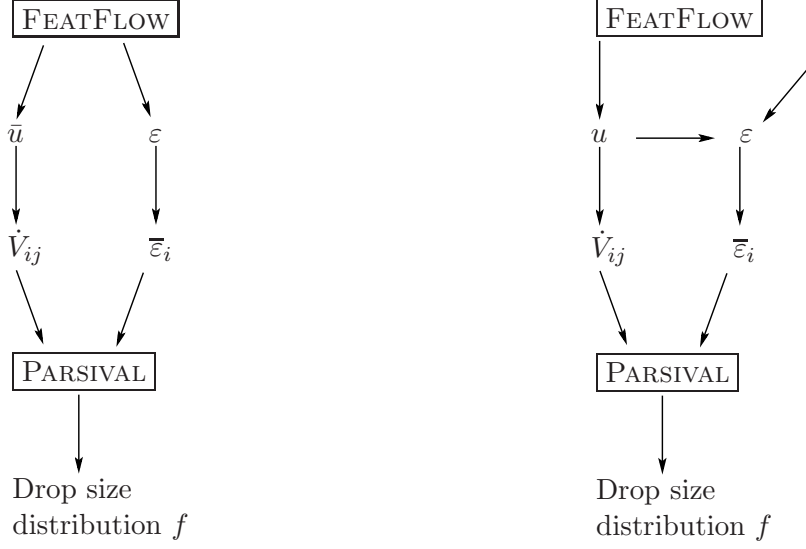 FEATFLOW
ū
ε
V̇ij
ε̅i
PARSIVAL
Drop size
distribution f
FEATFLOW
u
ε
V̇ij
ε̅i
PARSIVAL
Drop size
distribution f